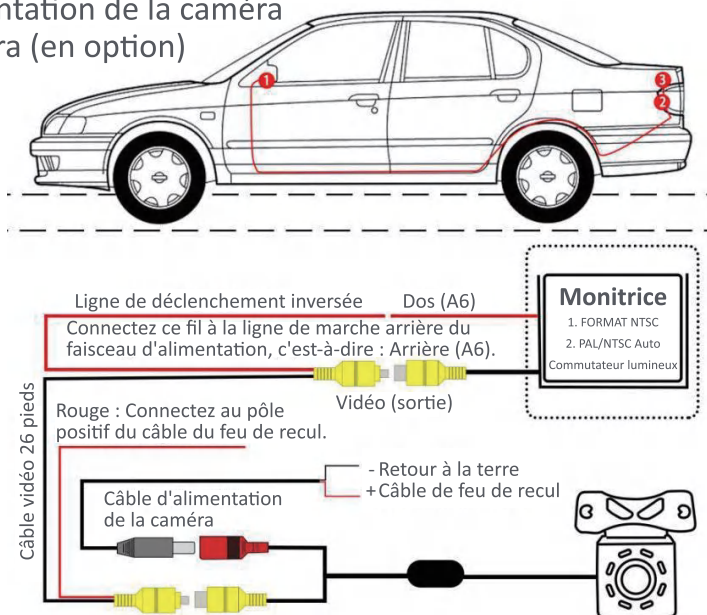 ntation de la caméra
ra (en option)
1
3
2
Ligne de déclenchement inversée
Dos (A6)
Connectez ce fil à la ligne de marche arrière du
faisceau d'alimentation, c'est-à-dire : Arrière (A6).
Monitrice
1. FORMAT NTSC
2. PAL/NTSC Auto
Commutateur lumineux
Vidéo (sortie)
Câble vidéo 26 pieds
Rouge : Connectez au pôle
positif du câble du feu de recul.
- Retour à la terre
+Câble de feu de recul
Câble d'alimentation
de la caméra